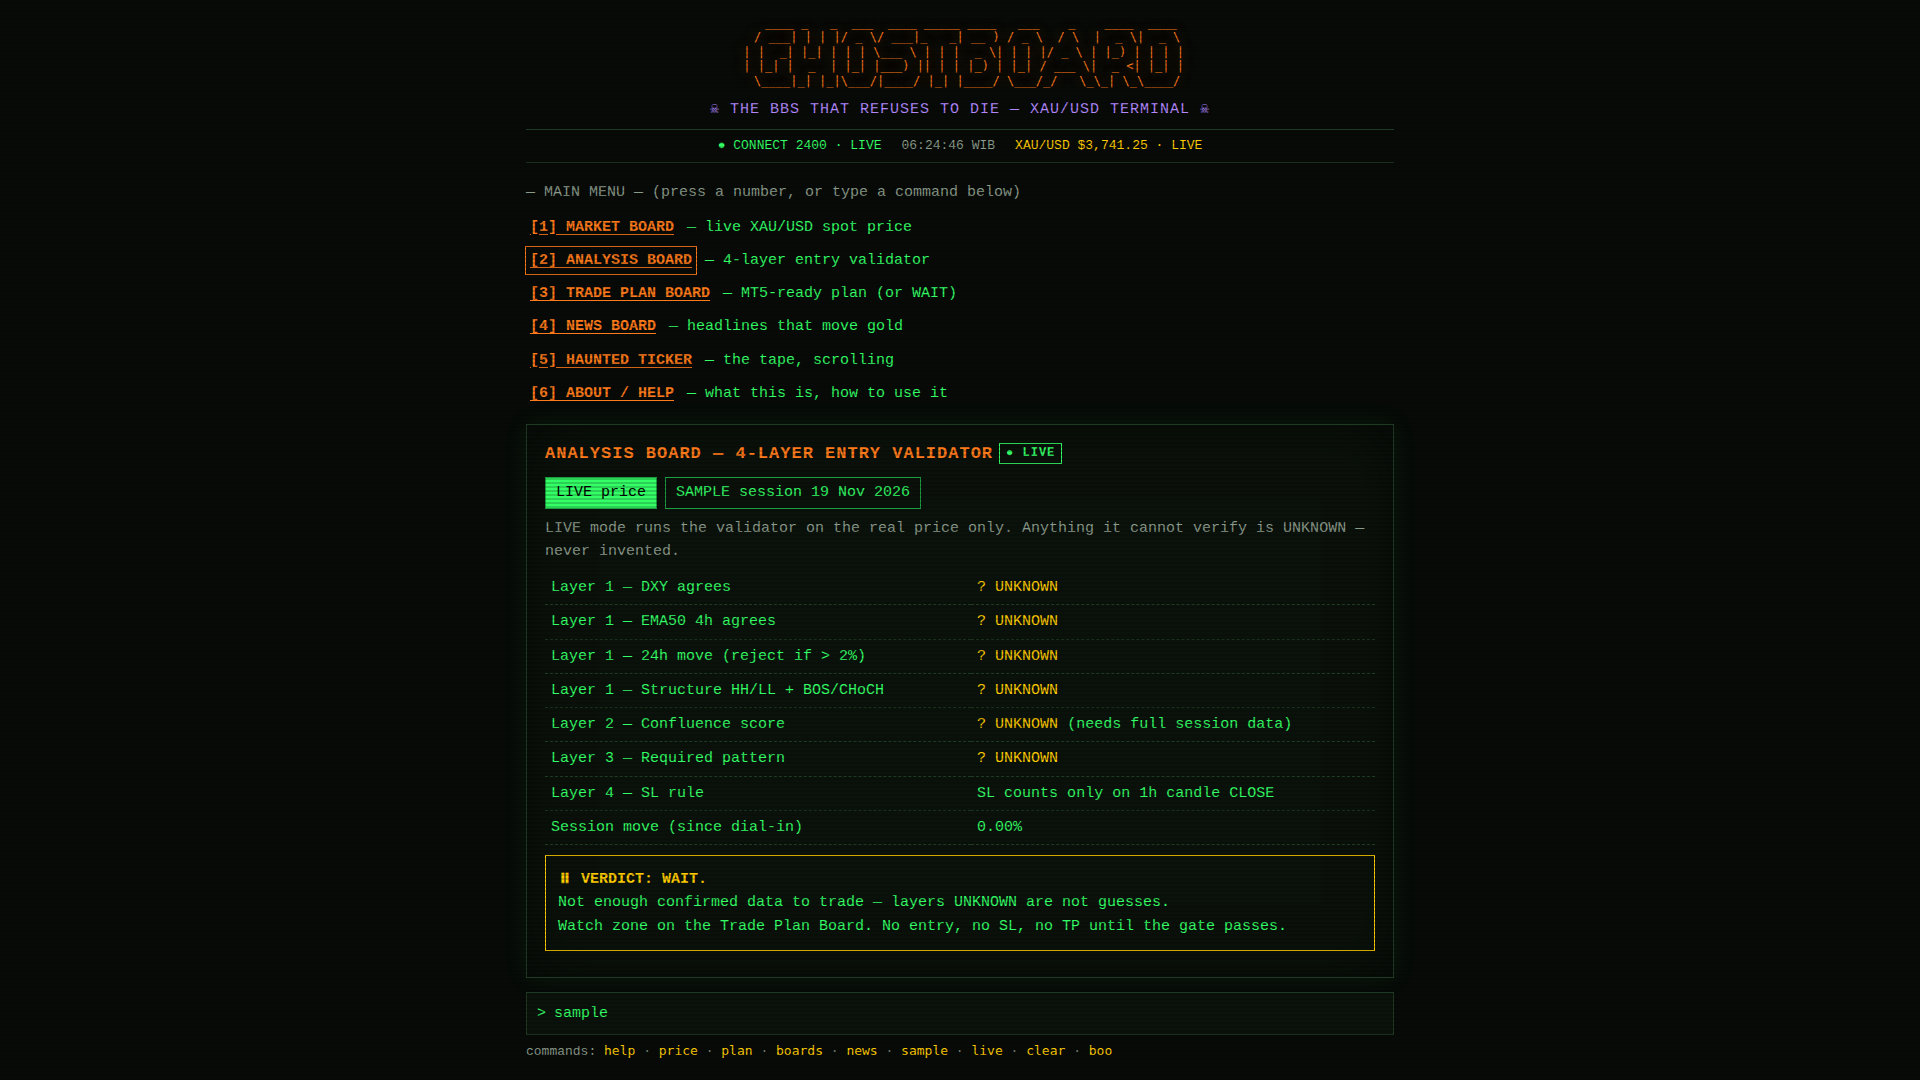 GHOSTBOARD
☠ THE BBS THAT REFUSES TO DIE — XAU/USD TERMINAL ☠
● CONNECT 2400 · LIVE 06:24:46 WIB XAU/USD $3,741.25 · LIVE
— MAIN MENU — (press a number, or type a command below)
[1] MARKET BOARD — live XAU/USD spot price
[2] ANALYSIS BOARD — 4-layer entry validator
[3] TRADE PLAN BOARD — MT5-ready plan (or WAIT)
[4] NEWS BOARD — headlines that move gold
[5] HAUNTED TICKER — the tape, scrolling
[6] ABOUT / HELP — what this is, how to use it
ANALYSIS BOARD — 4-LAYER ENTRY VALIDATOR ● LIVE
LIVE price SAMPLE session 19 Nov 2026
LIVE mode runs the validator on the real price only. Anything it cannot verify is UNKNOWN —
never invented.
Layer 1 — DXY agrees ? UNKNOWN
Layer 1 — EMA50 4h agrees ? UNKNOWN
Layer 1 — 24h move (reject if > 2%) ? UNKNOWN
Layer 1 — Structure HH/LL + BOS/CHoCH ? UNKNOWN
Layer 2 — Confluence score ? UNKNOWN (needs full session data)
Layer 3 — Required pattern ? UNKNOWN
Layer 4 — SL rule SL counts only on 1h candle CLOSE
Session move (since dial-in) 0.00%
⏸ VERDICT: WAIT.
Not enough confirmed data to trade — layers UNKNOWN are not guesses.
Watch zone on the Trade Plan Board. No entry, no SL, no TP until the gate passes.
> sample
commands: help · price · plan · boards · news · sample · live · clear · boo